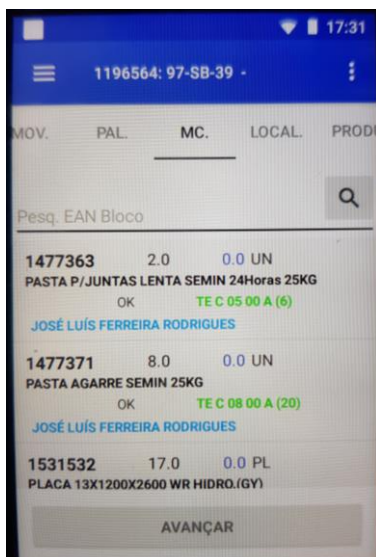 17:31
1196564: 97-SB-39 -
MOV. PAL. MC. LOCAL. PRODU
Pesq. EAN Bloco
1477363 2.0 0.0 UN
PASTA P/JUNTAS LENTA SEMIN 24Horas 25KG
OK TE C 05 00 A (6)
JOSÉ LUÍS FERREIRA RODRIGUES
1477371 8.0 0.0 UN
PASTA AGARRE SEMIN 25KG
OK TE C 08 00 A (20)
JOSÉ LUÍS FERREIRA RODRIGUES
1531532 17.0 0.0 PL
PLACA 13X1200X2600 WR HIDRO.(GY)
AVANÇAR